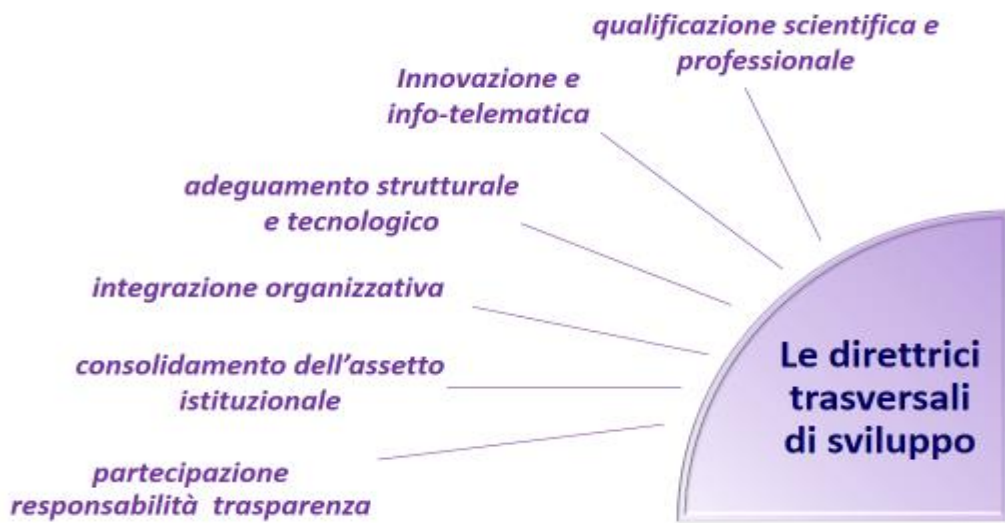 qualificazione scientifica e
professionale
Innovazione e
info-telematica
adeguamento strutturale
e tecnologico
integrazione organizzativa
consolidamento dell’assetto
istituzionale
partecipazione
responsabilità trasparenza
Le direttrici
trasversali
di sviluppo